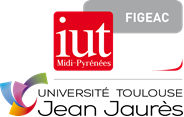 FIGEAC
iut
Midi-Pyrénées
UNIVERSITÉ TOULOUSE
Jean Jaurès